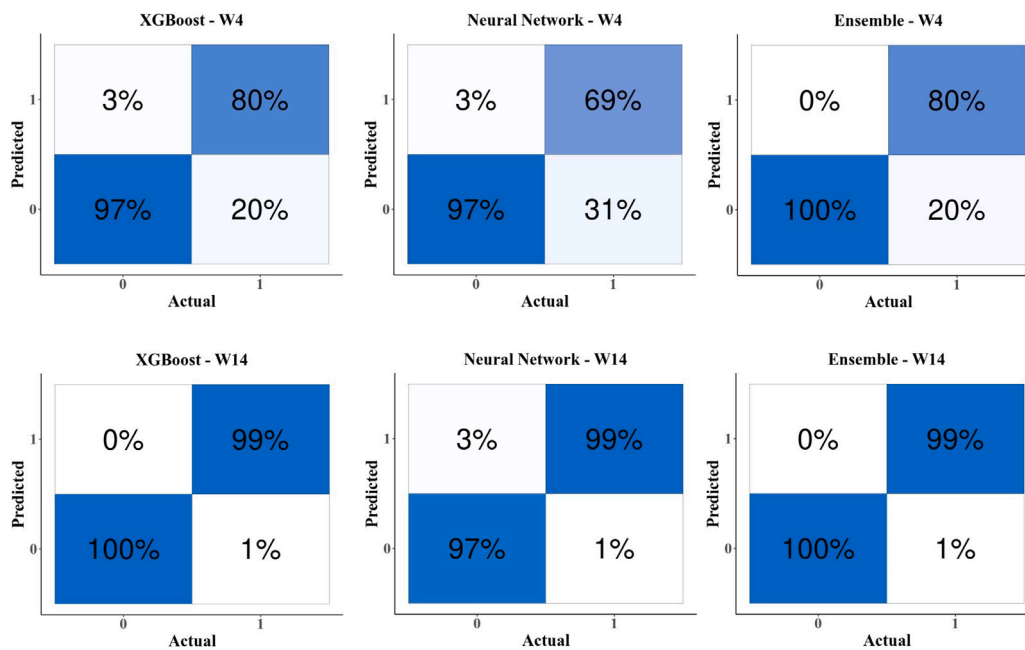 XGBoost - W4
Neural Network - W4
Ensemble - W4
Predicted
1
0
3%
80%
97%
20%
0
1
Actual
Predicted
1
0
3%
69%
97%
31%
0
1
Actual
Predicted
1
0
0%
80%
100%
20%
0
1
Actual
XGBoost - W14
Neural Network - W14
Ensemble - W14
Predicted
1
0
0%
99%
100%
1%
0
1
Actual
Predicted
1
0
3%
99%
97%
1%
0
1
Actual
Predicted
1
0
0%
99%
100%
1%
0
1
Actual